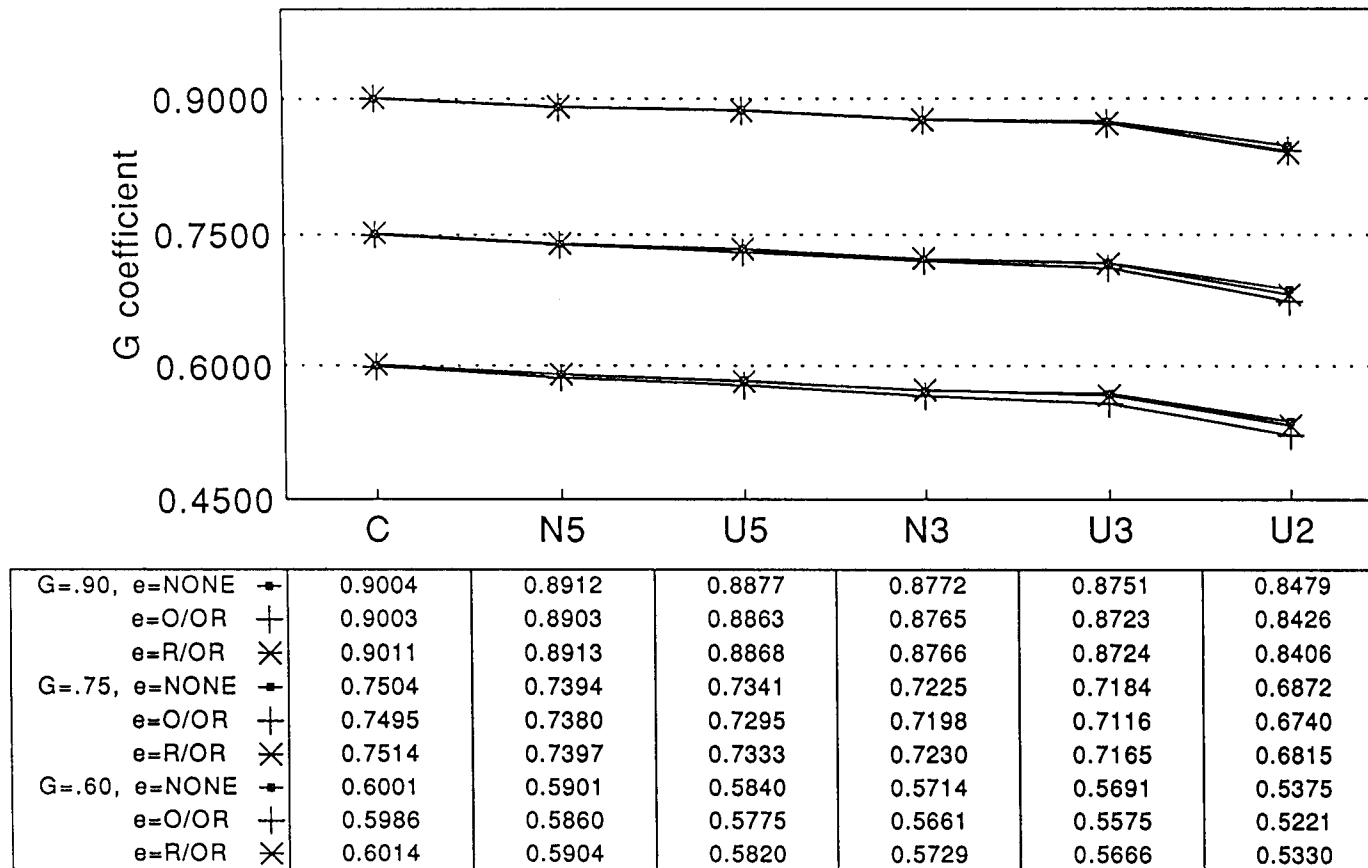 0.9000
0.7500
0.6000
0.4500
G coefficient
C N5 U5 N3 U3 U2
G=.90, e=NONE 0.9004 0.8912 0.8877 0.8772 0.8751 0.8479
e=O/OR 0.9003 0.8903 0.8863 0.8765 0.8723 0.8426
e=R/OR 0.9011 0.8913 0.8868 0.8766 0.8724 0.8406
G=.75, e=NONE 0.7504 0.7394 0.7341 0.7225 0.7184 0.6872
e=O/OR 0.7495 0.7380 0.7295 0.7198 0.7116 0.6740
e=R/OR 0.7514 0.7397 0.7333 0.7230 0.7165 0.6815
G=.60, e=NONE 0.6001 0.5901 0.5840 0.5714 0.5691 0.5375
e=O/OR 0.5986 0.5860 0.5775 0.5661 0.5575 0.5221
e=R/OR 0.6014 0.5904 0.5820 0.5729 0.5666 0.5330